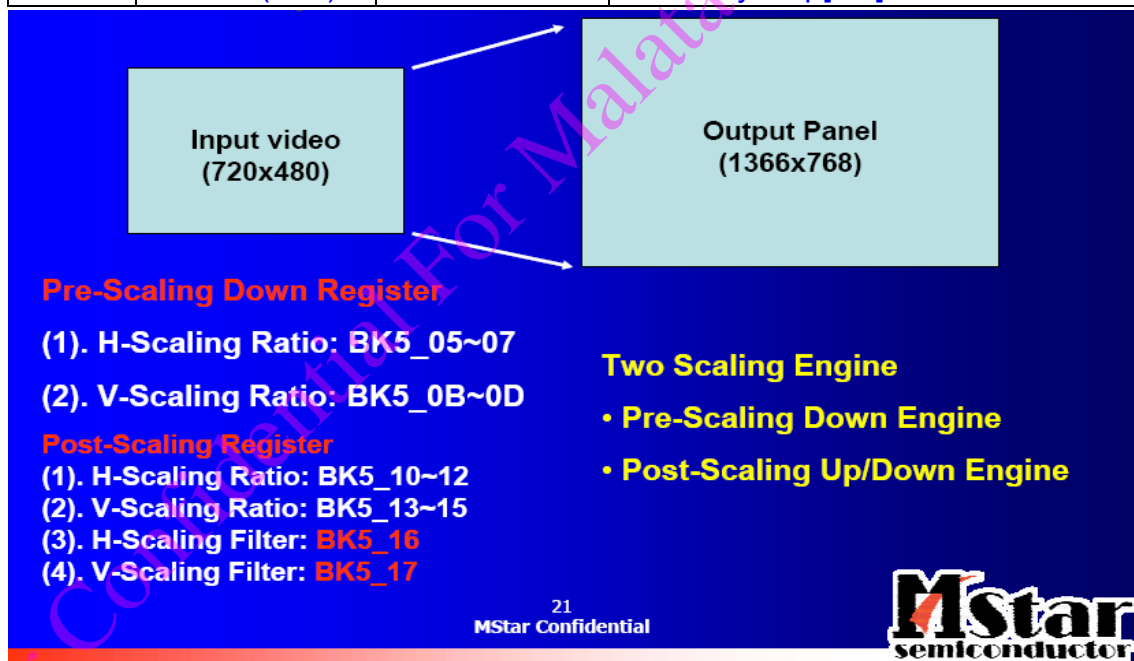 Input video
(720x480)
Output Panel
(1366x768)
Pre-Scaling Down Register
(1). H-Scaling Ratio: BK5_05~07
(2). V-Scaling Ratio: BK5_0B~0D
Post-Scaling Register
(1). H-Scaling Ratio: BK5_10~12
(2). V-Scaling Ratio: BK5_13~15
(3). H-Scaling Filter: BK5_16
(4). V-Scaling Filter: BK5_17
Two Scaling Engine
• Pre-Scaling Down Engine
• Post-Scaling Up/Down Engine
21
MStar Confidential
MStar
semiconductor
Confidential For Malata